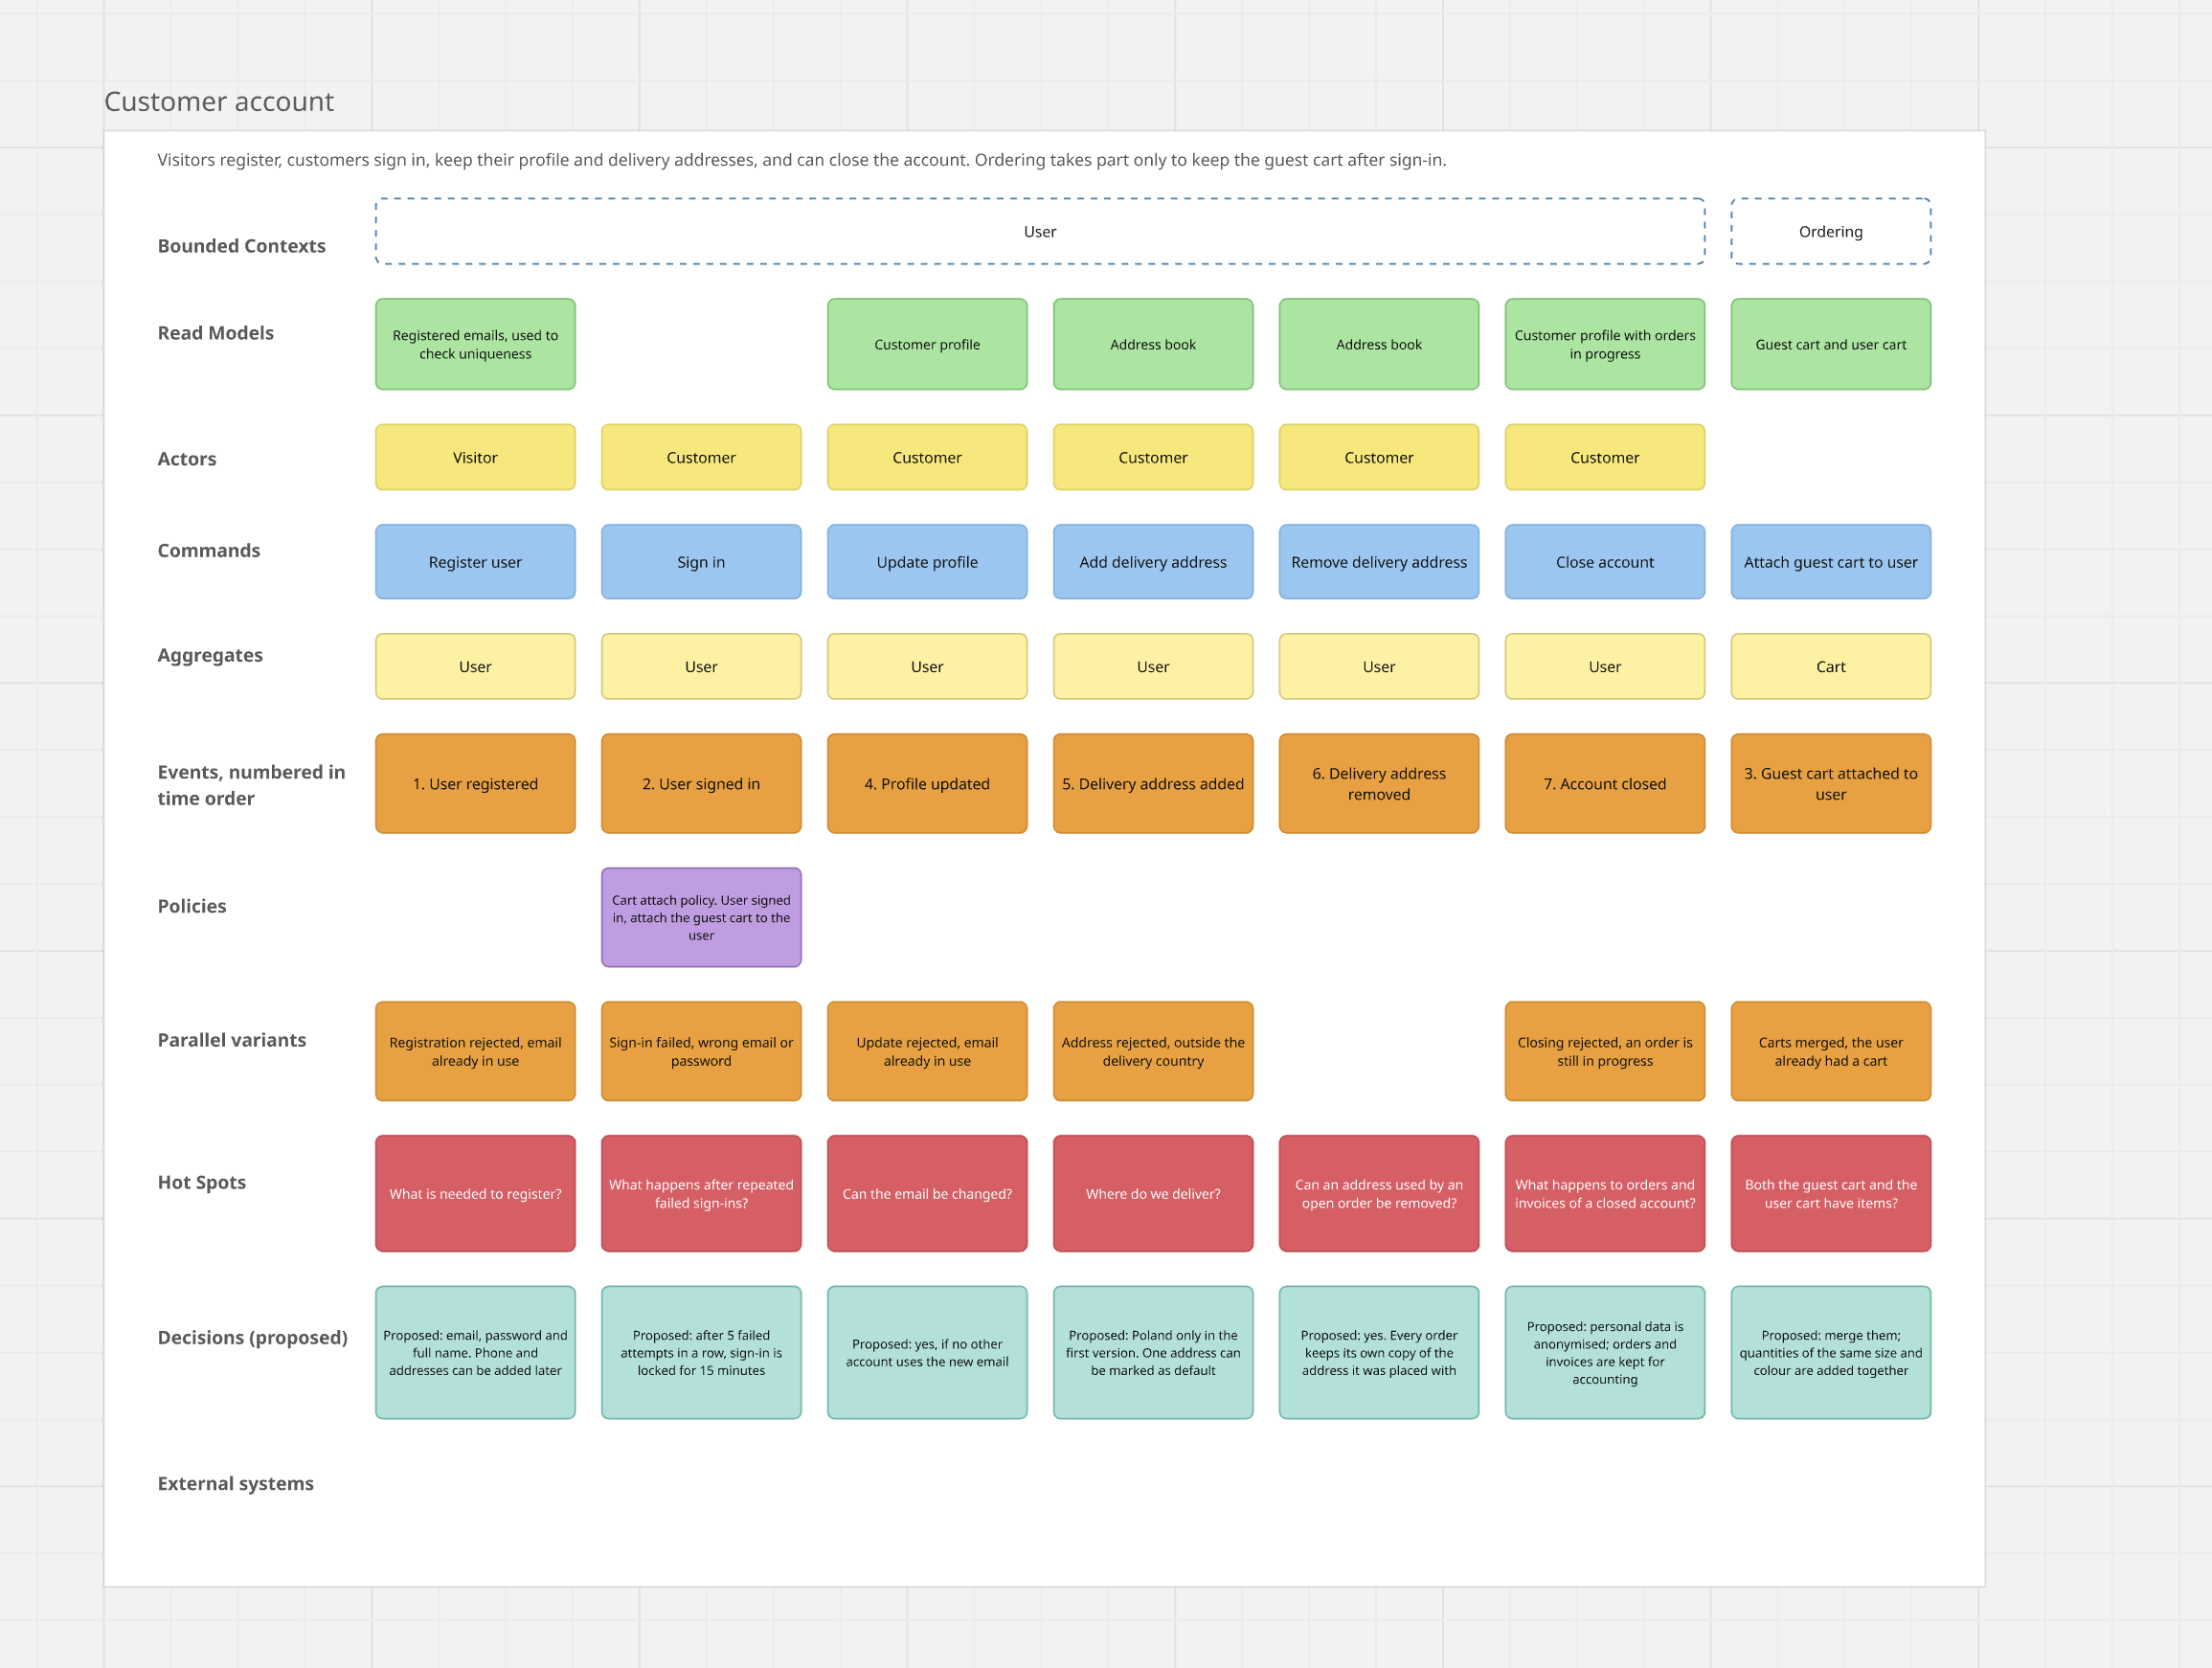 Customer account
Visitors register, customers sign in, keep their profile and delivery addresses, and can close the account. Ordering takes part only to keep the guest cart after sign-in.
Bounded Contexts
User
Ordering
Read Models
Registered emails, used to
check uniqueness
Customer profile
Address book
Address book
Customer profile with orders
in progress
Guest cart and user cart
Actors
Visitor
Customer
Customer
Customer
Customer
Customer
Commands
Register user
Sign in
Update profile
Add delivery address
Remove delivery address
Close account
Attach guest cart to user
Aggregates
User
User
User
User
User
User
Cart
Events, numbered in
time order
1. User registered
2. User signed in
4. Profile updated
5. Delivery address added
6. Delivery address
removed
7. Account closed
3. Guest cart attached to
user
Policies
Cart attach policy. User signed
in, attach the guest cart to the
user
Parallel variants
Registration rejected, email
already in use
Sign-in failed, wrong email or
password
Update rejected, email
already in use
Address rejected, outside the
delivery country
Closing rejected, an order is
still in progress
Carts merged, the user
already had a cart
Hot Spots
What is needed to register?
What happens after repeated
failed sign-ins?
Can the email be changed?
Where do we deliver?
Can an address used by an
open order be removed?
What happens to orders and
invoices of a closed account?
Both the guest cart and the
user cart have items?
Decisions (proposed)
Proposed: email, password and
full name. Phone and
addresses can be added later
Proposed: after 5 failed
attempts in a row, sign-in is
locked for 15 minutes
Proposed: yes, if no other
account uses the new email
Proposed: Poland only in the
first version. One address can
be marked as default
Proposed: yes. Every order
keeps its own copy of the
address it was placed with
Proposed: personal data is
anonymised; orders and
invoices are kept for
accounting
Proposed: merge them;
quantities of the same size and
colour are added together
External systems